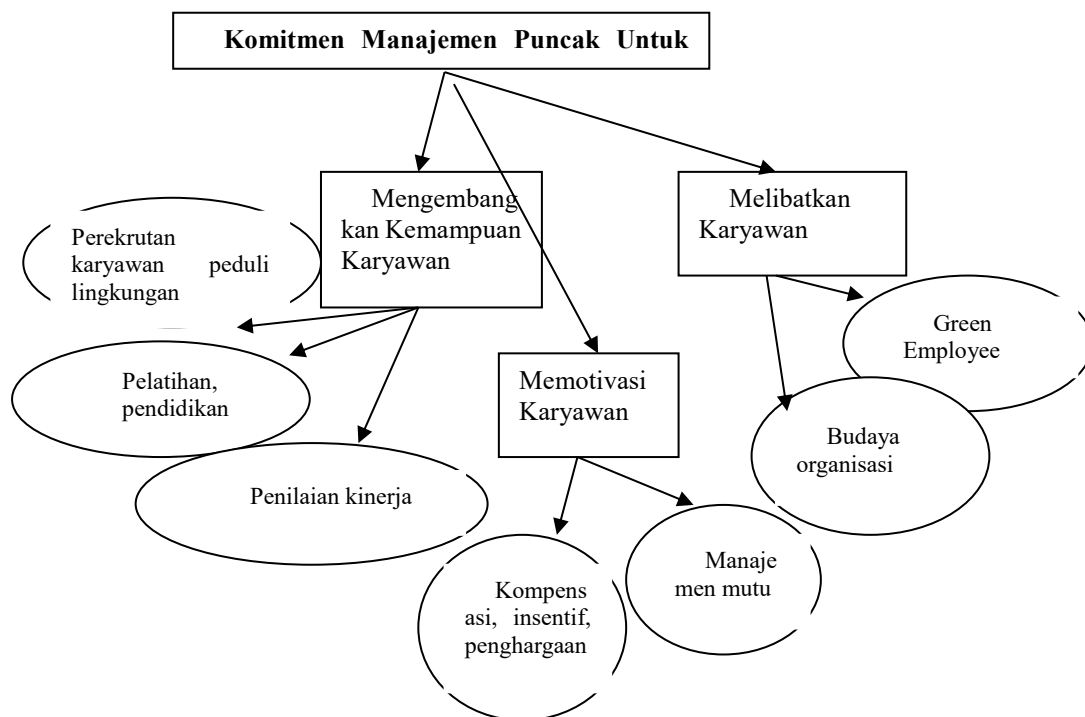 Komitmen Manajemen Puncak Untuk
Mengembang
kan Kemampuan
Karyawan
Melibatkan
Karyawan
Perekrutan
karyawan peduli
lingkungan
Green
Employee
Pelatihan,
pendidikan
Memotivasi
Karyawan
Budaya
organisasi
Penilaian kinerja
Manaje
men mutu
Kompens
asi, insentif,
penghargaan